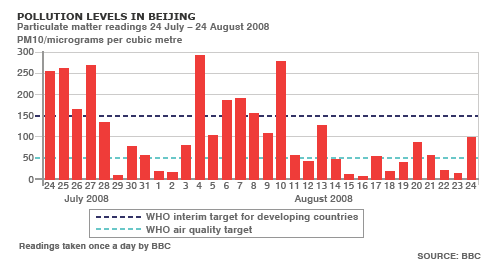 POLLUTION LEVELS IN BEIJING
Particulate matter readings 24 July – 24 August 2008
PM10/micrograms per cubic metre
300
250
200
150
100
50
0
24 25 26 27 28 29 30 31 1 2 3 4 5 6 7 8 9 10 11 12 13 14 15 16 17 18 19 20 21 22 23 24
July 2008 August 2008
WHO interim target for developing countries
WHO air quality target
Readings taken once a day by BBC
SOURCE: BBC